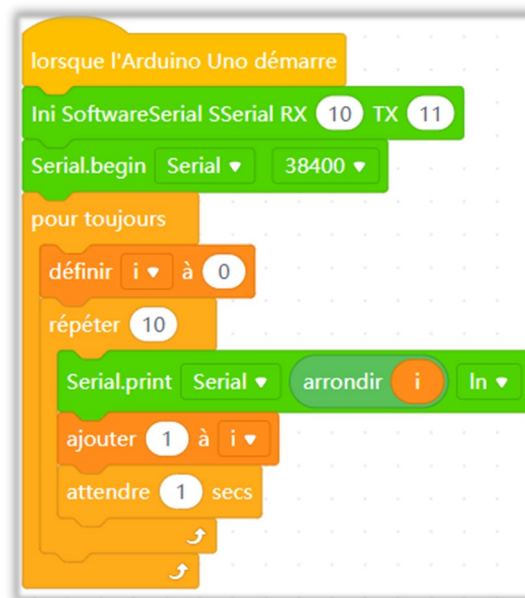 lorsque l'Arduino Uno démarre
Ini SoftwareSerial SSerial RX 10 TX 11
Serial.begin Serial 38400
pour toujours
définir i à 0
répéter 10
Serial.print Serial arrondir i ln
ajouter 1 à i
attendre 1 secs